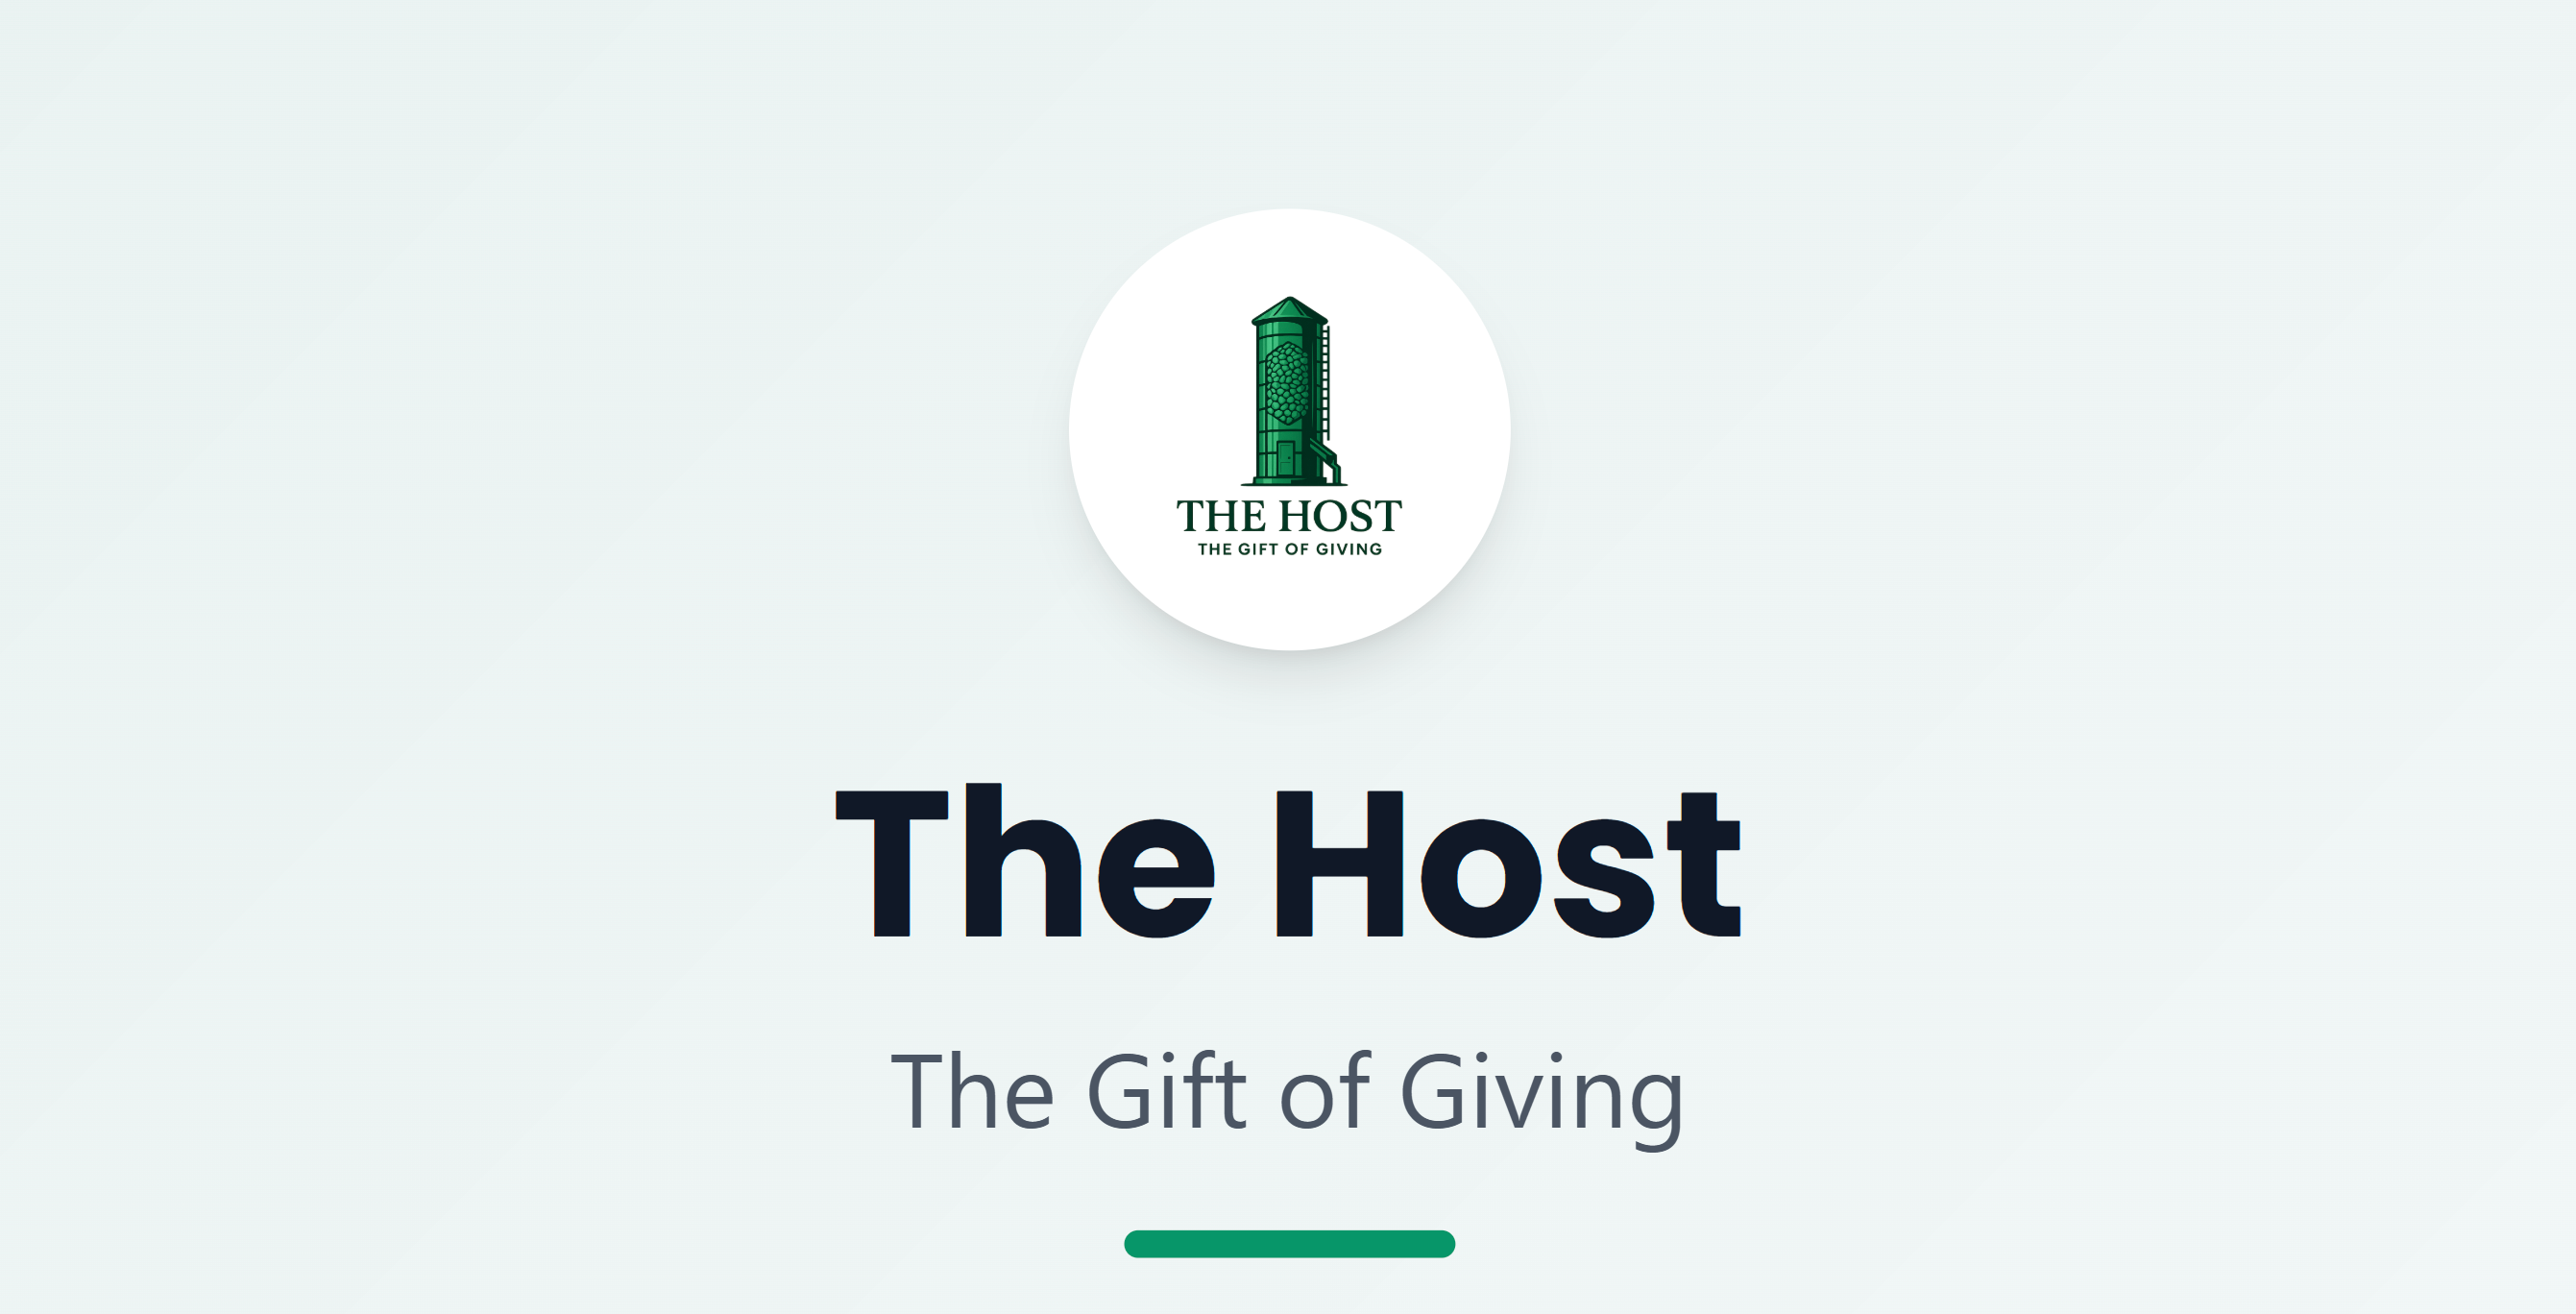 THE HOST
THE GIFT OF GIVING
The Host
The Gift of Giving